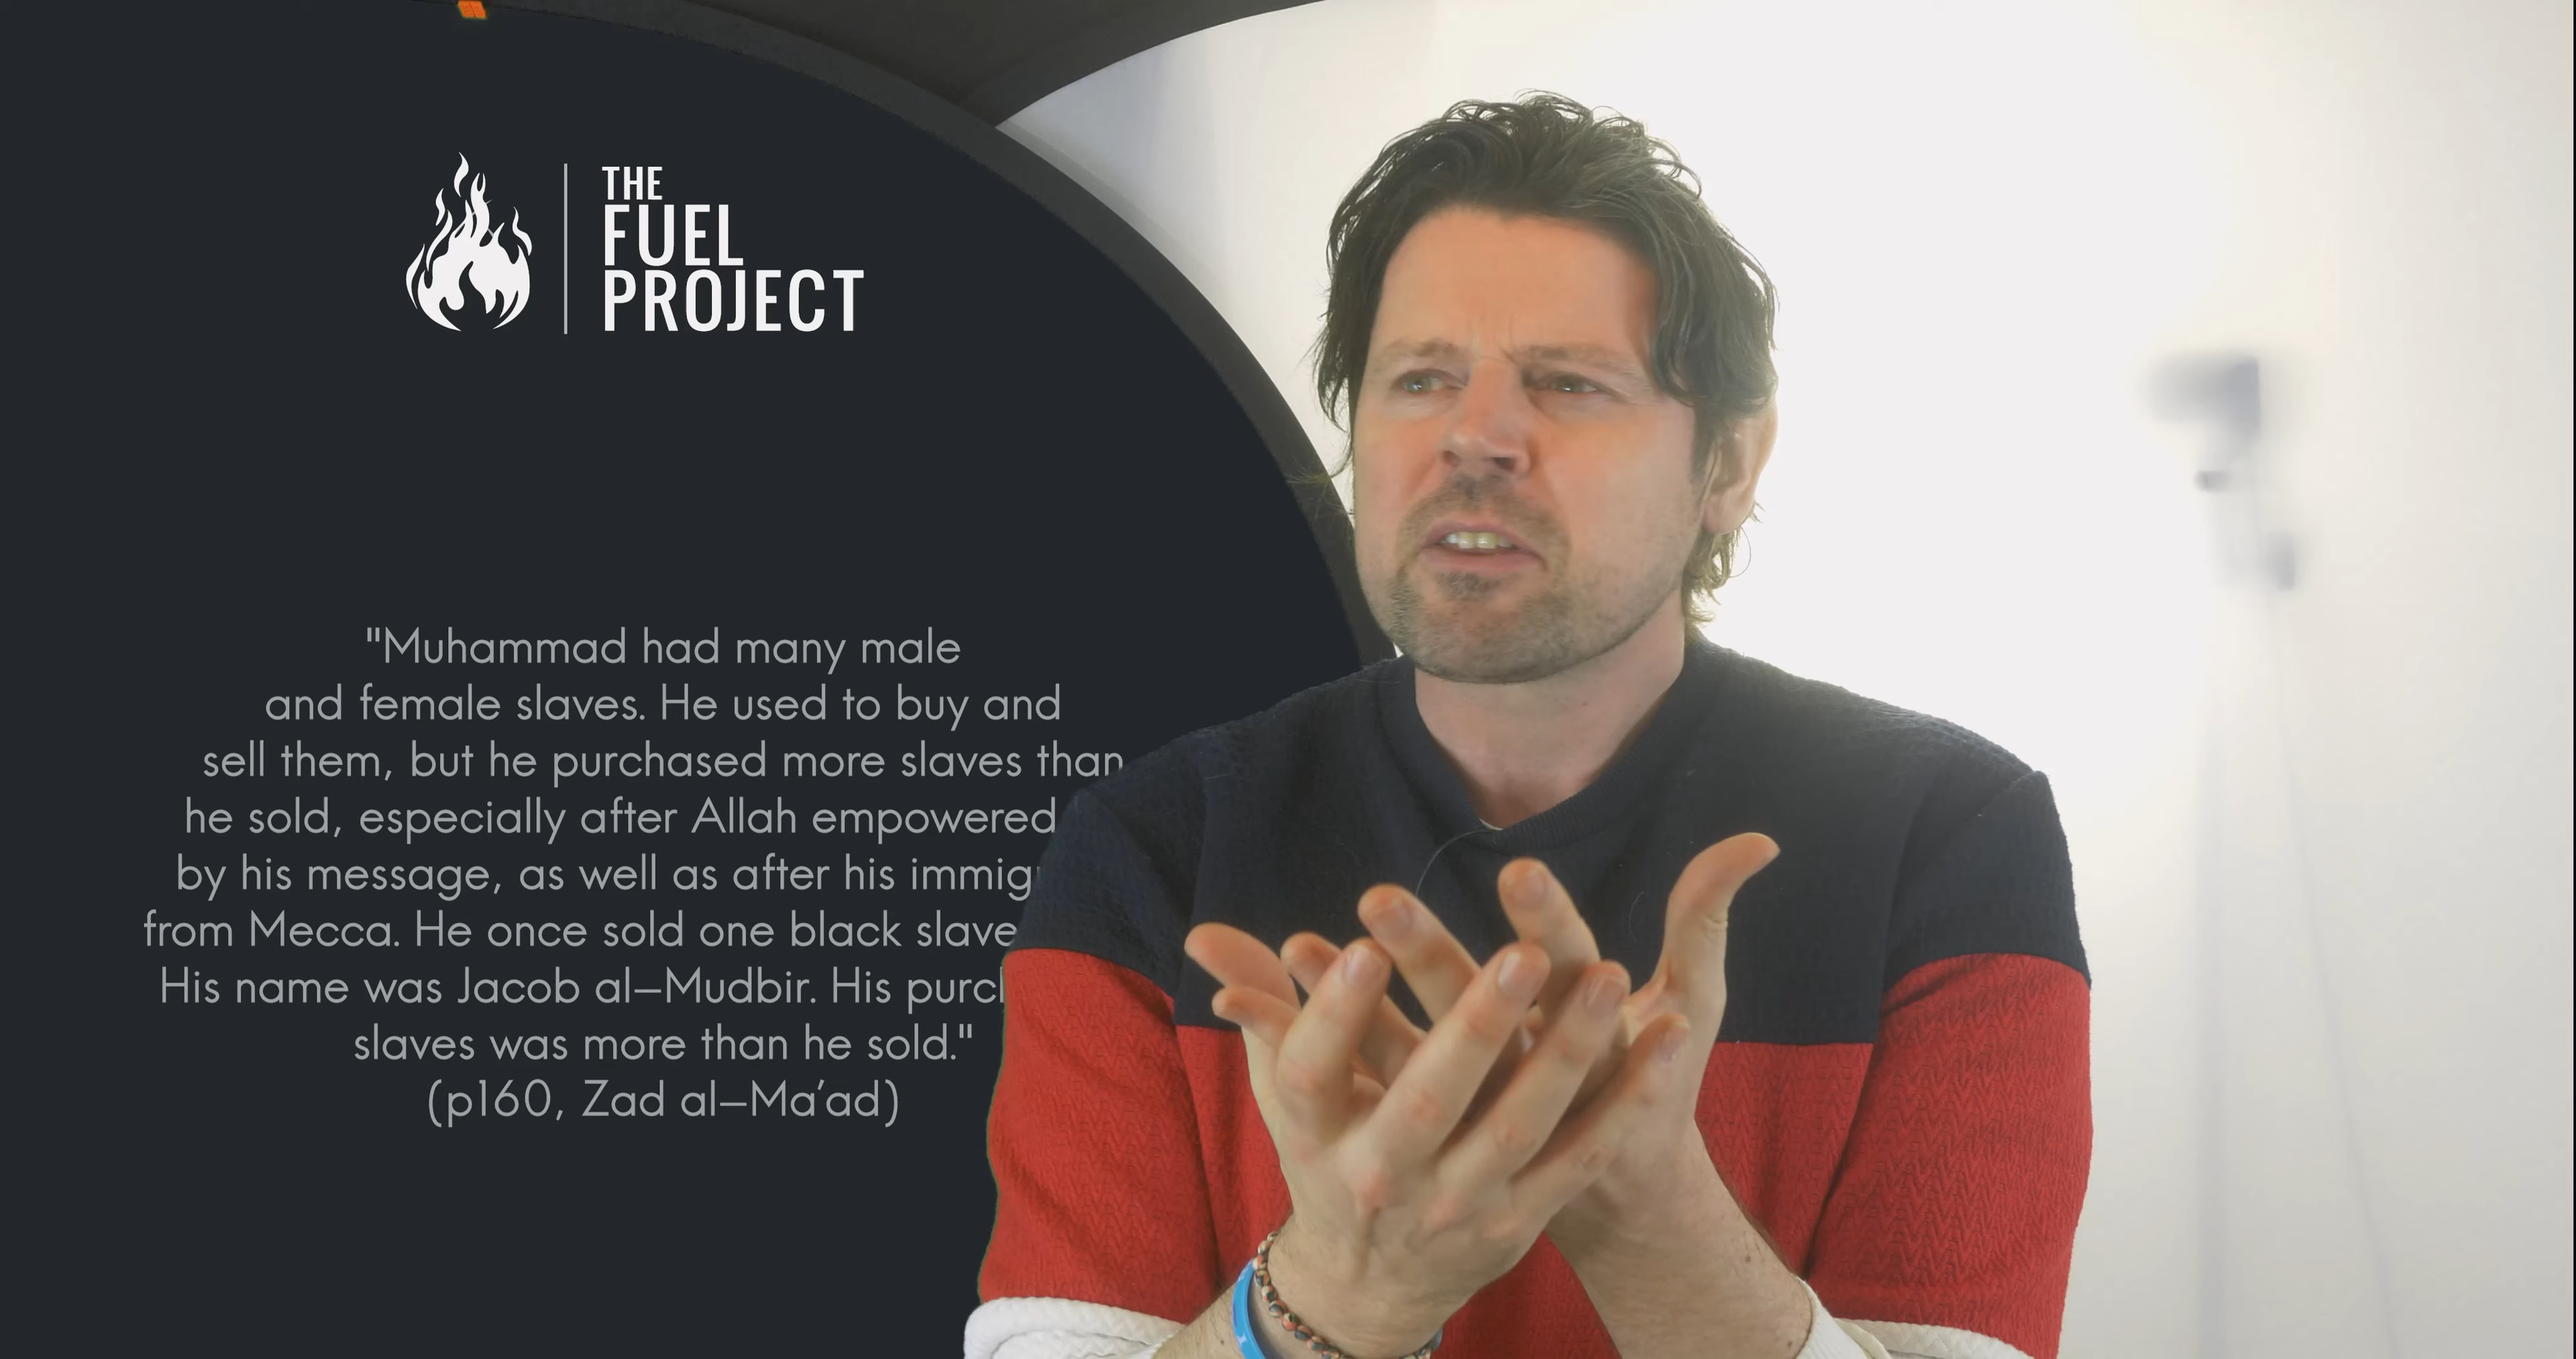 THE
FUEL
PROJECT
"Muhammad had many male
and female slaves. He used to buy and
sell them, but he purchased more slaves than
he sold, especially after Allah empowered
by his message, as well as after his
from Mecca. He once sold one black slave
His name was Jacob al–Mudbir. His
slaves was more than he sold."
(p160, Zad al–Ma'ad)